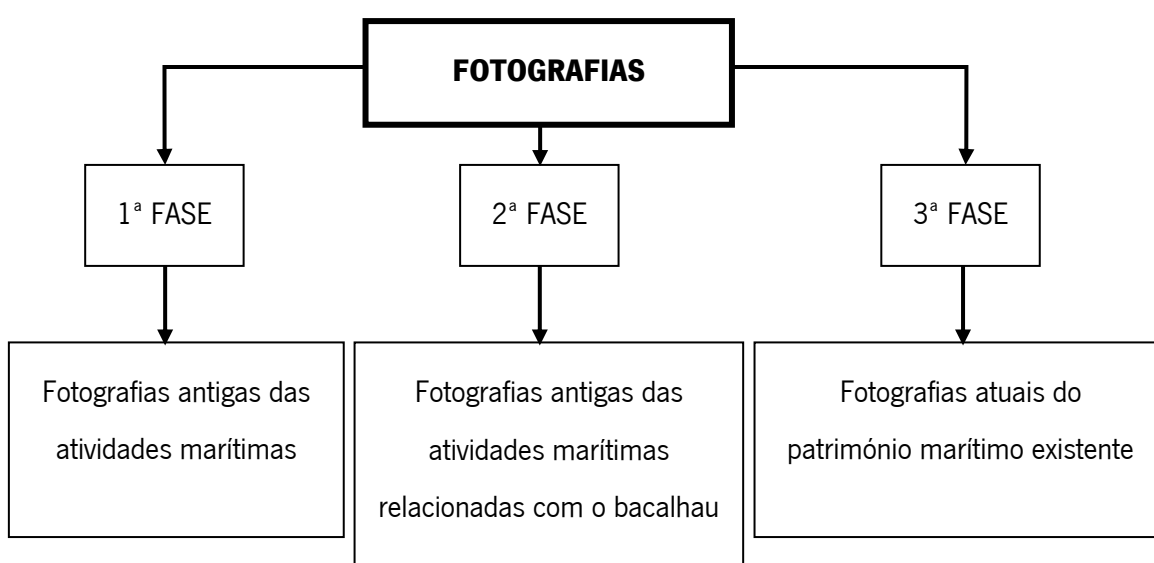 FOTOGRAFIAS
1ª FASE
2ª FASE
3ª FASE
Fotografias antigas das
atividades marítimas
Fotografias antigas das
atividades marítimas
relacionadas com o bacalhau
Fotografias atuais do
património marítimo existente